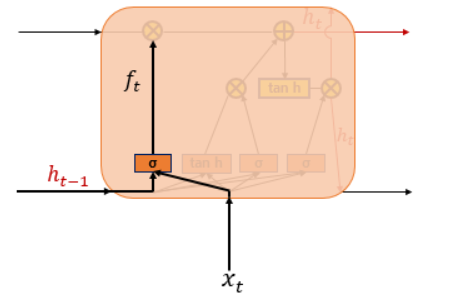 h_t
f_t
tan h
h_t
σ tan h σ σ
h_{t-1}
x_t